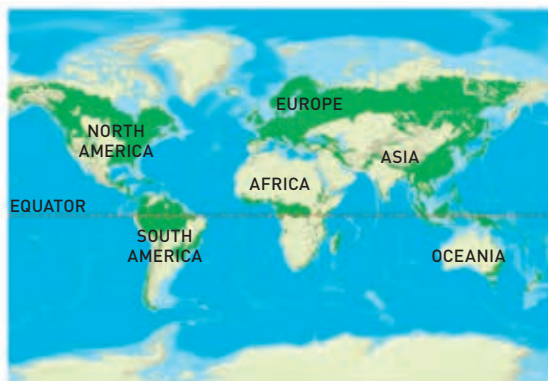 EUROPE
NORTH
AMERICA
ASIA
AFRICA
EQUATOR
SOUTH
AMERICA
OCEANIA